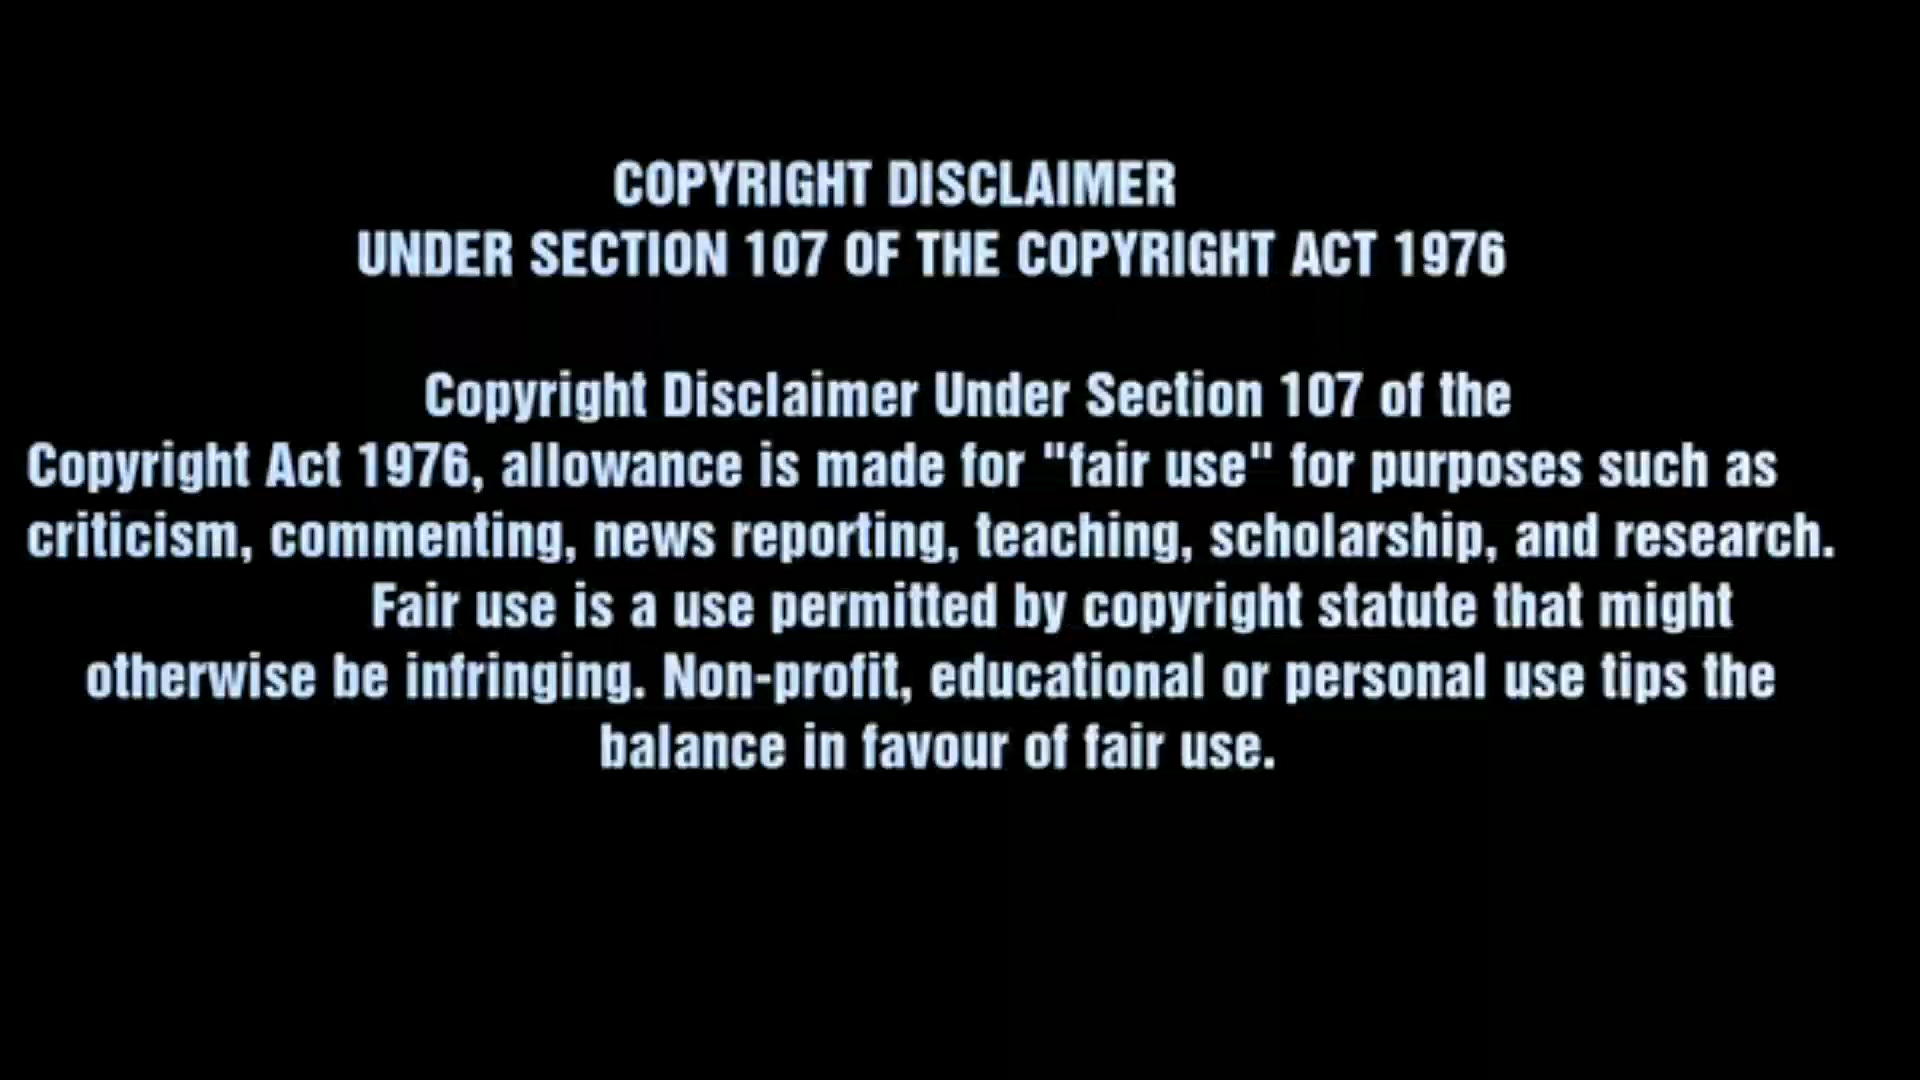 COPYRIGHT DISCLAIMER
UNDER SECTION 107 OF THE COPYRIGHT ACT 1976
Copyright Disclaimer Under Section 107 of the
Copyright Act 1976, allowance is made for "fair use" for purposes such as
criticism, commenting, news reporting, teaching, scholarship, and research.
Fair use is a use permitted by copyright statute that might
otherwise be infringing. Non-profit, educational or personal use tips the
balance in favour of fair use.